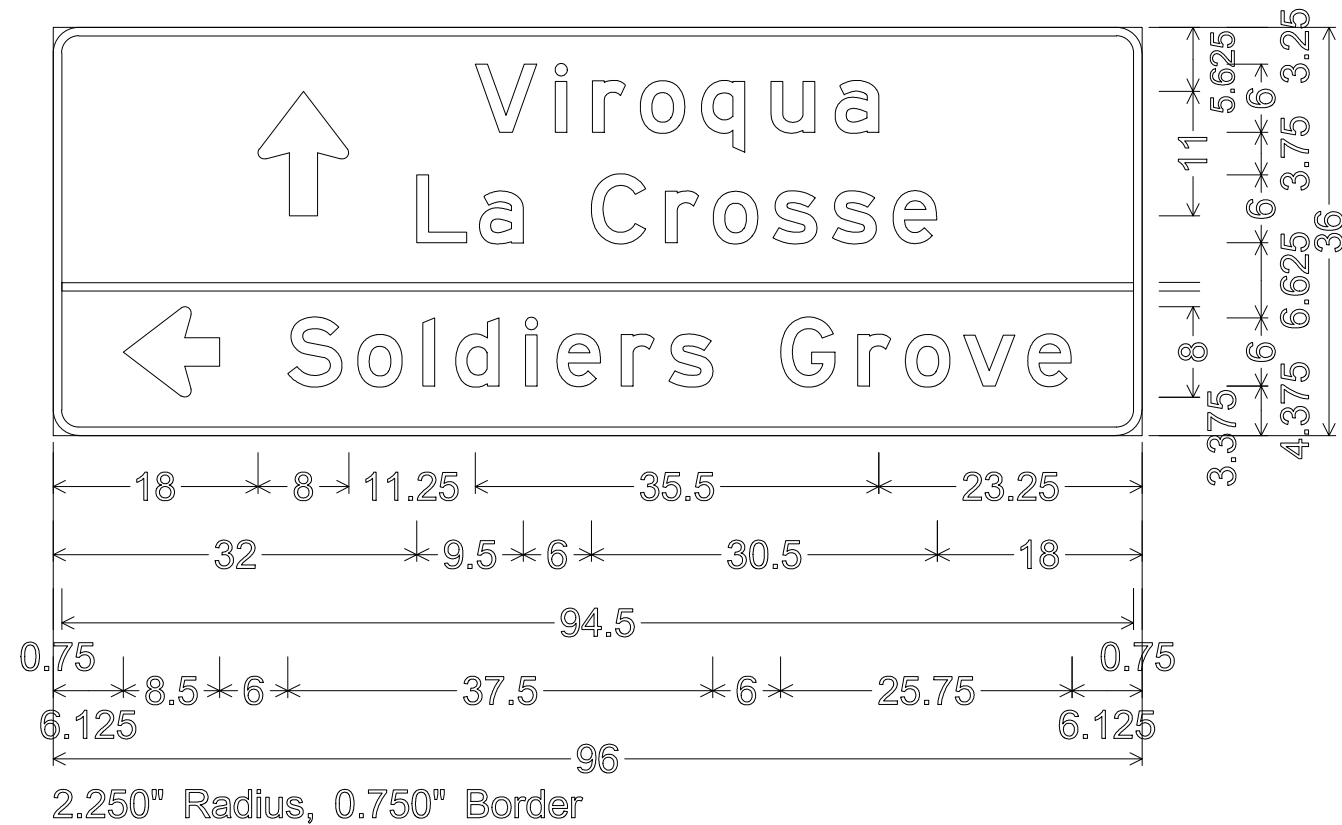 Viroqua
La Crosse
Soldiers Grove
5.625
11
8
3.375
6
6
6
3.25
3.75
6.625
4.375
36
18 8 11.25 35.5 23.25
32 9.5 6 30.5 18
94.5
0.75 0.75
8.5 6 37.5 6 25.75
6.125 6.125
96
2.250" Radius, 0.750" Border